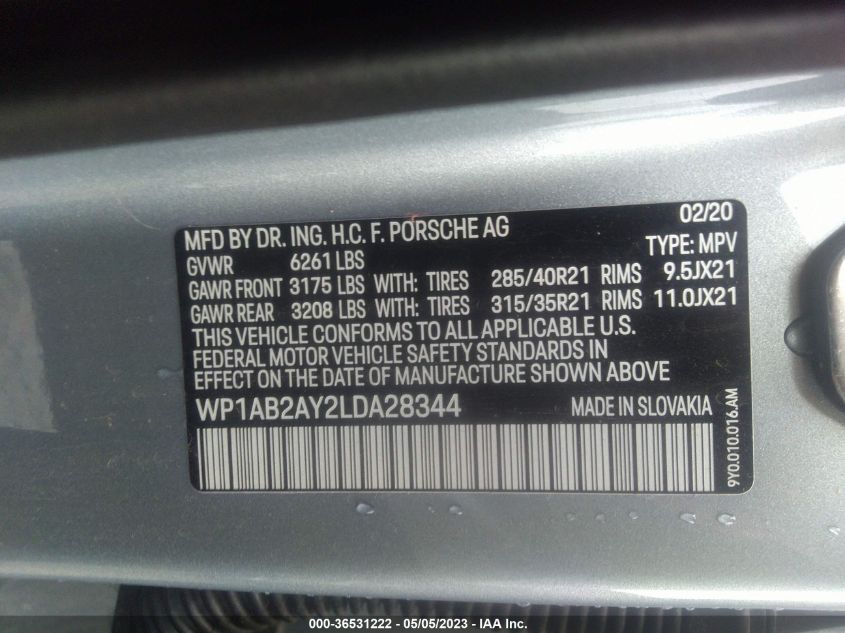 MFD BY DR. ING. H.C. F. PORSCHE AG 02/20
GVWR 6261 LBS TYPE: MPV
GAWR FRONT 3175 LBS WITH: TIRES 285/40R21 RIMS 9.5JX21
GAWR REAR 3208 LBS WITH: TIRES 315/35R21 RIMS 11.0JX21
THIS VEHICLE CONFORMS TO ALL APPLICABLE U.S.
FEDERAL MOTOR VEHICLE SAFETY STANDARDS IN
EFFECT ON THE DATE OF MANUFACTURE SHOWN ABOVE
WP1AB2AY2LDA28344 MADE IN SLOVAKIA
9Y0.010.016.AM
000-36531222 - 05/05/2023 - IAA Inc.